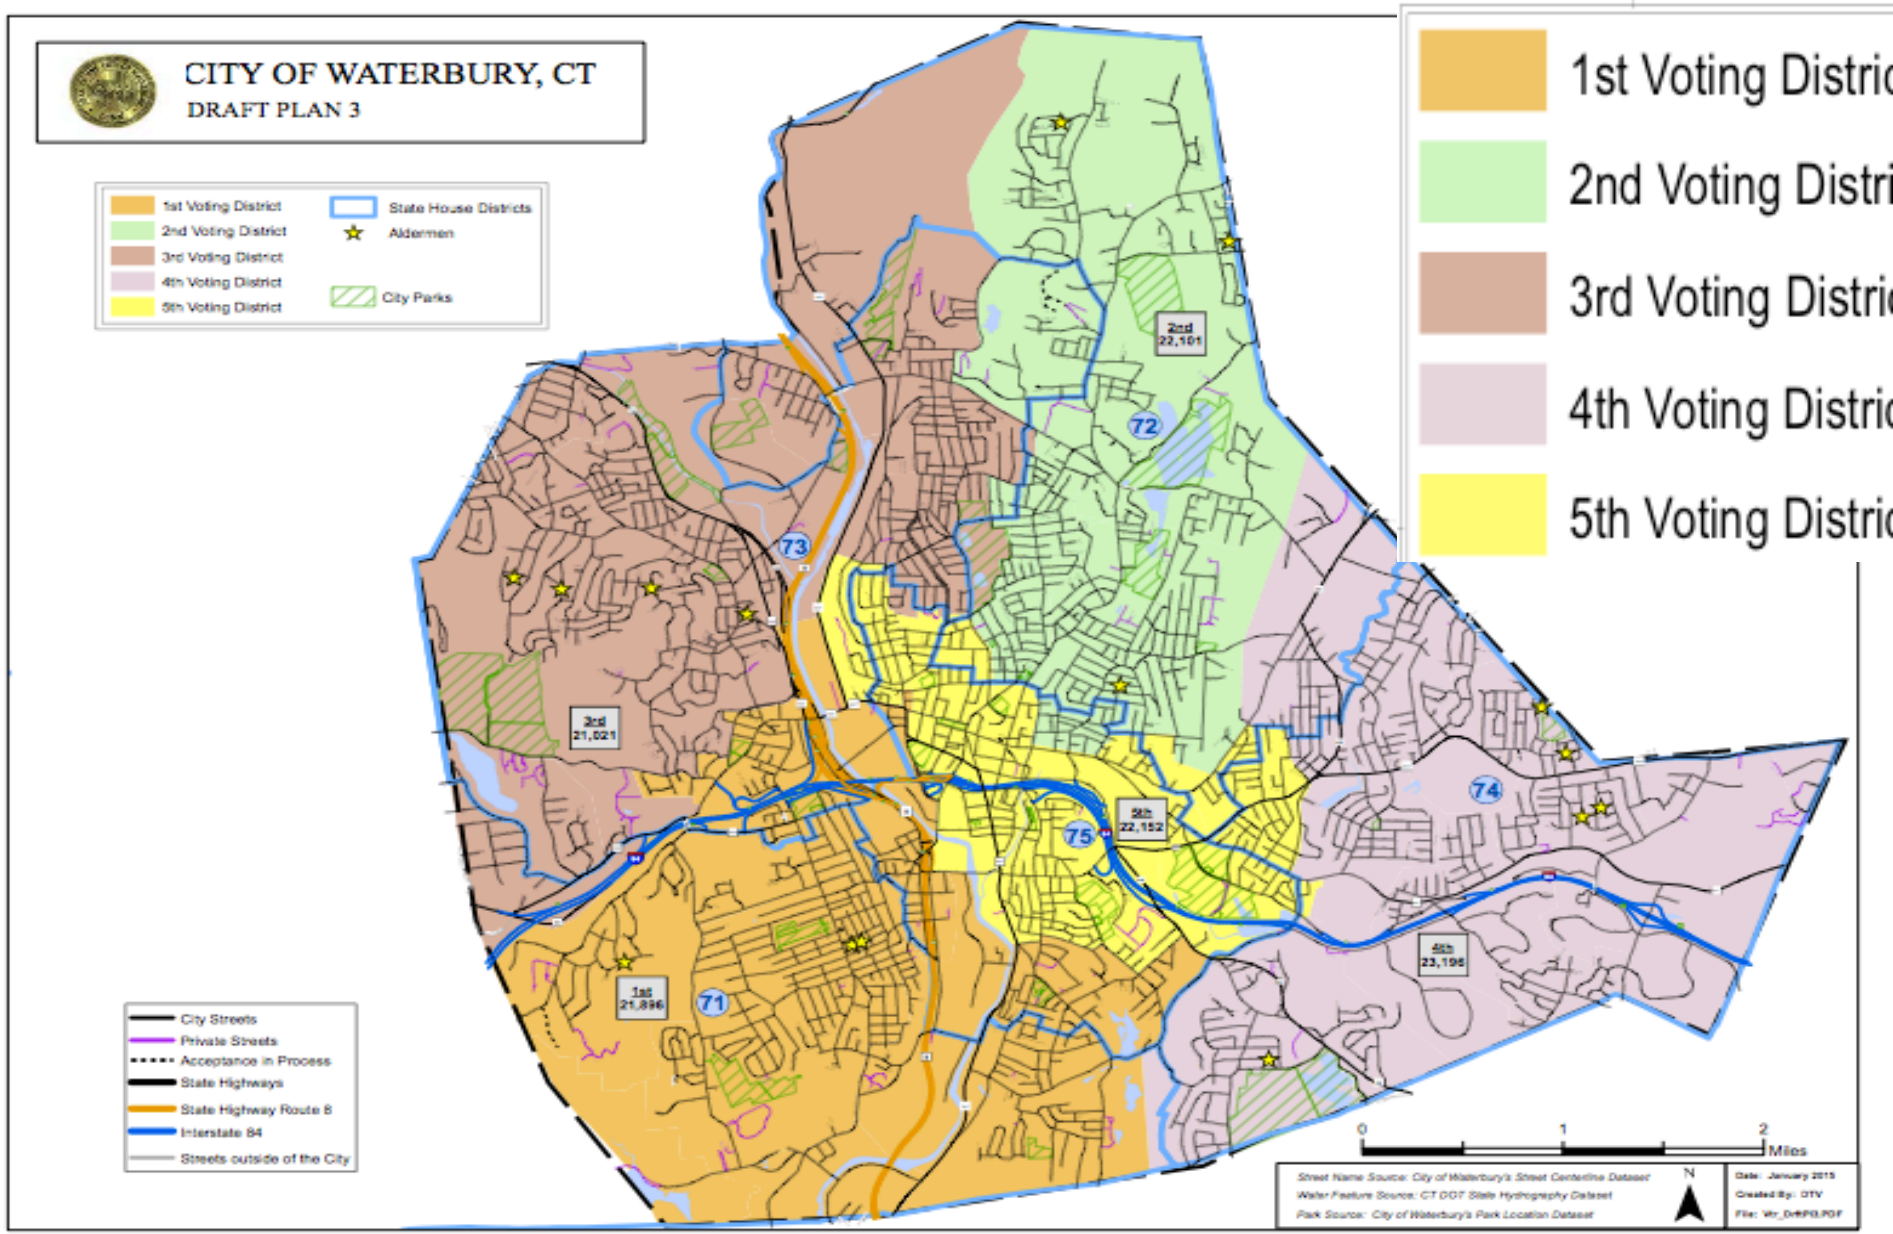 CITY OF WATERBURY, CT
DRAFT PLAN 3
1st Voting District
2nd Voting District
3rd Voting District
4th Voting District
5th Voting District
State House Districts
Aldermen
City Parks
1st Voting Distric
2nd Voting Distri
3rd Voting Distric
4th Voting Distric
5th Voting Distric
2nd
22,101
72
73
3rd
21,021
74
5th
22,152
75
4th
23,196
1st
21,896
71
City Streets
Private Streets
Acceptance in Process
State Highways
State Highway Route 8
Interstate 84
Streets outside of the City
0 1 2
Miles
Street Name Source: City of Waterbury's Street Centerline Dataset
Water Feature Source: CT DOT State Hydrography Dataset
Park Source: City of Waterbury's Park Location Dataset
N
Date: January 2015
Created By: DTV
File: